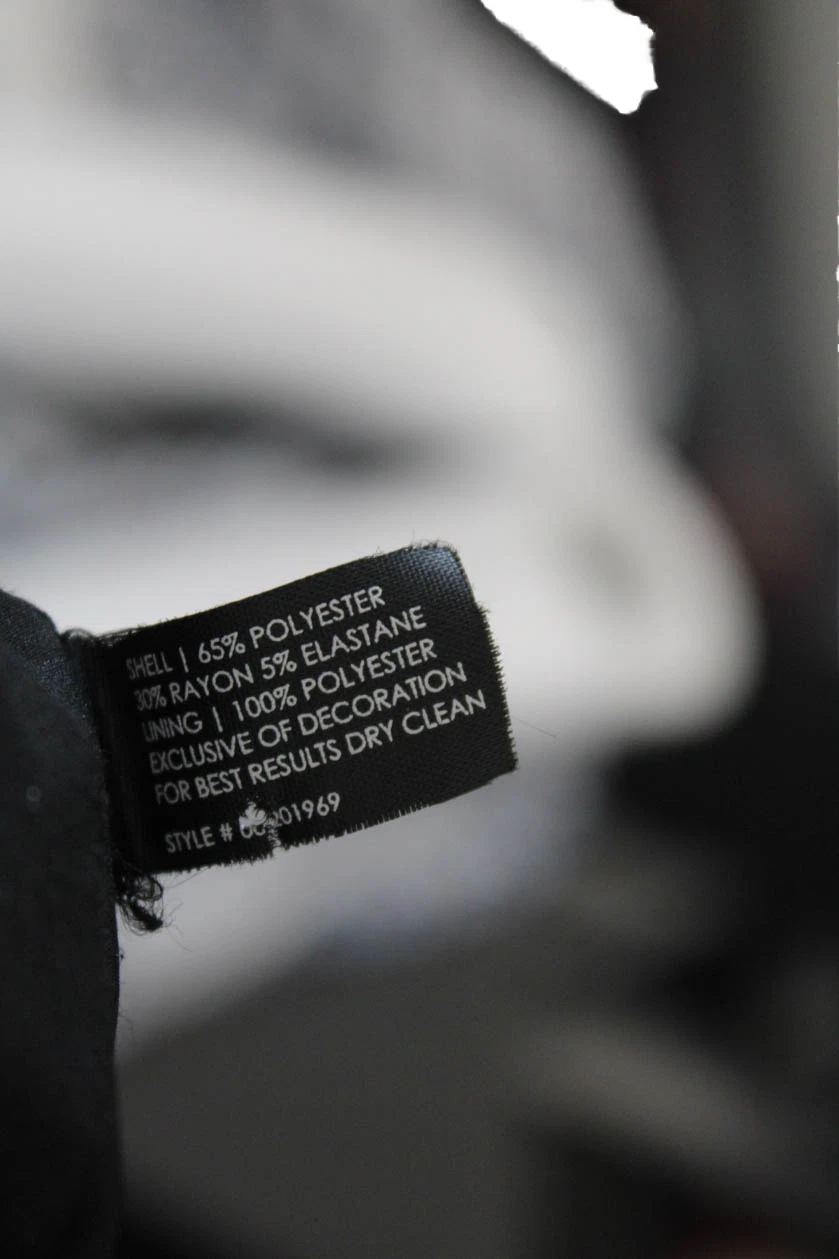 SHELL | 65% POLYESTER
30% RAYON 5% ELASTANE
LINING | 100% POLYESTER
EXCLUSIVE OF DECORATION
FOR BEST RESULTS DRY CLEAN
STYLE #